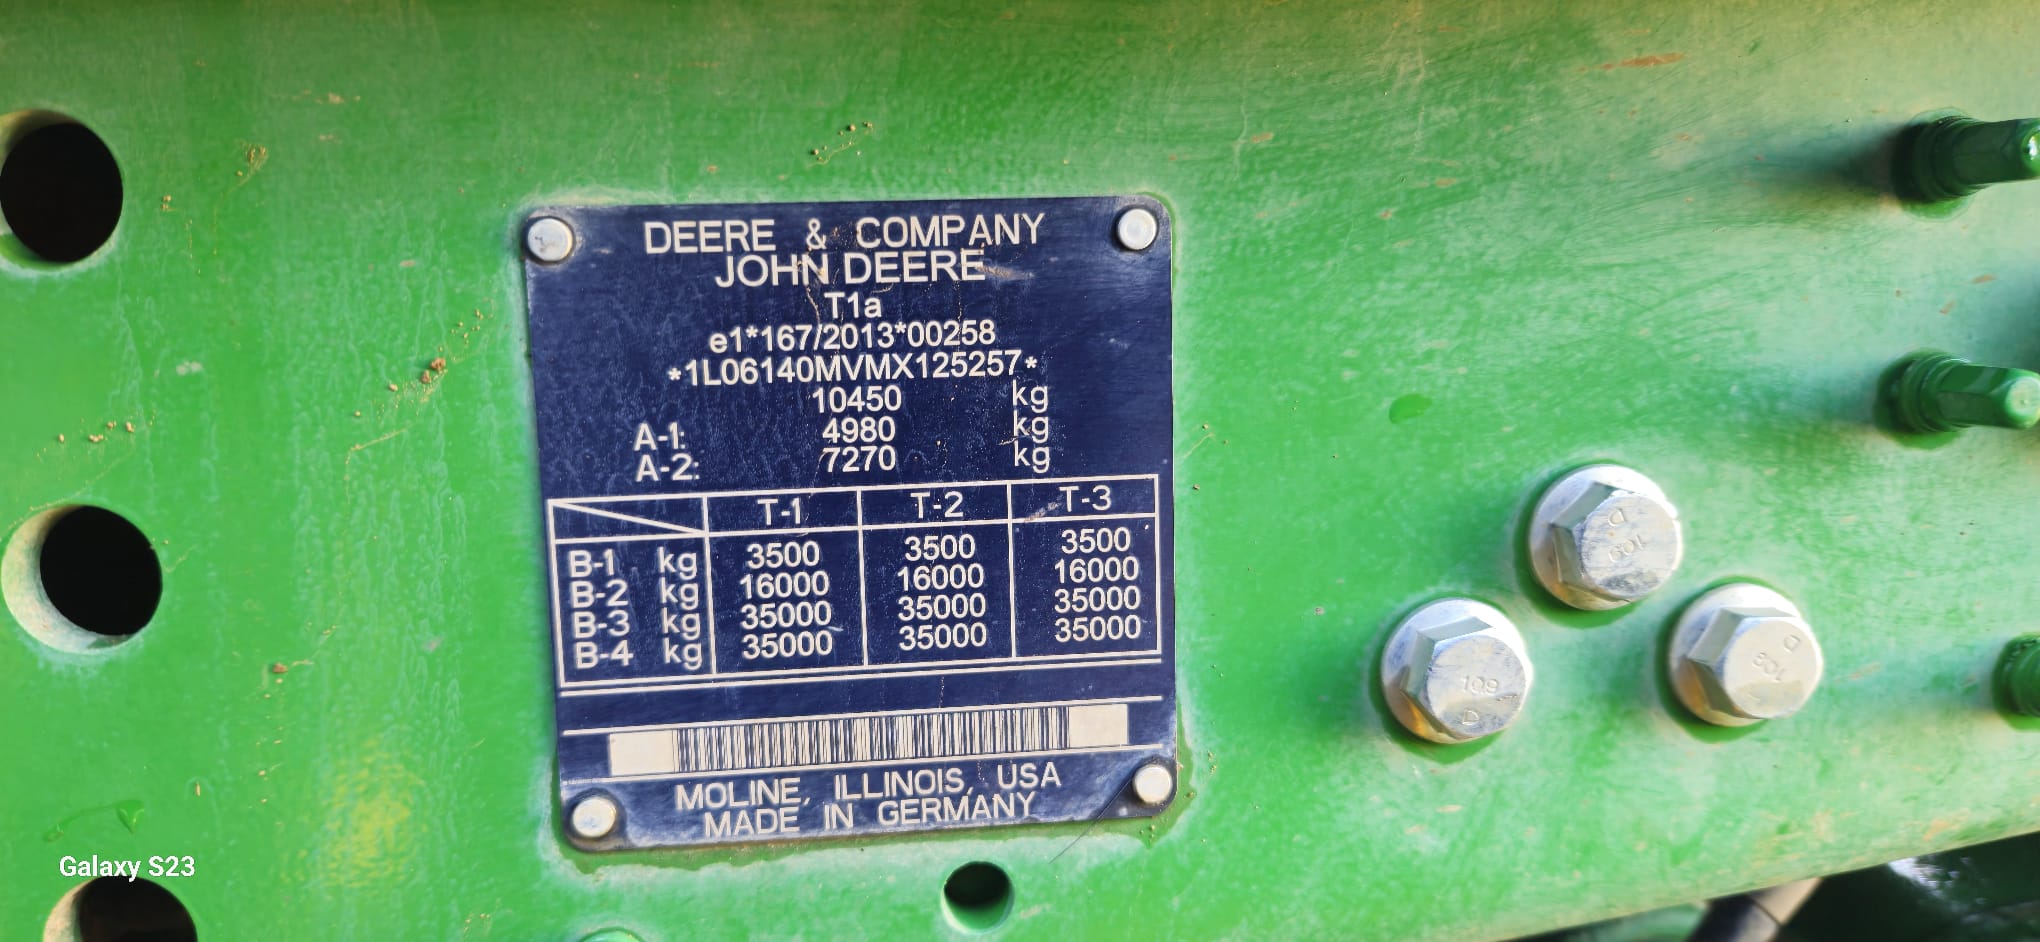 DEERE & COMPANY
JOHN DEERE
T1a
e1*167/2013*00258
*1L06140MVMX125257*
10450 kg
A-1: 4980 kg
A-2: 7270 kg
T-1 T-2 T-3
B-1 kg 3500 3500 3500
B-2 kg 16000 16000 16000
B-3 kg 35000 35000 35000
B-4 kg 35000 35000 35000
MOLINE, ILLINOIS, USA
MADE IN GERMANY
D
109
109
D
D
109
Galaxy S23